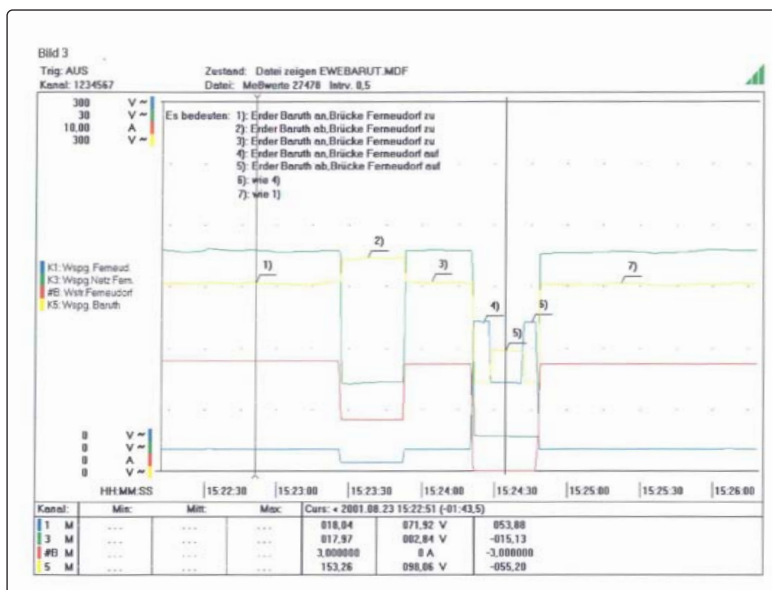 Bild 3
Trig: AUS Zustand: Datei zeigen EWEBARUT.MDF
Kanal: 1234567 Datei: Meßwerte 27478 Intrv. 0,5
300 V ~
30 V ~
10,00 A
300 V ~
Es bedeuten: 1): Erder Baruth an,Brücke Ferneudorf zu
2): Erder Baruth ab,Brücke Ferneudorf zu
3): Erder Baruth an,Brücke Ferneudorf zu
4): Erder Baruth an,Brücke Ferneudorf auf
5): Erder Baruth ab,Brücke Ferneudorf auf
6): wie 4)
7): wie 1)
2)
1)
3)
7)
K1: Wspg. Ferneud.
K3: Wspg.Netz Fern.
#B: Wstr.Ferneudorf
K5: Wspg. Baruth
4)
6)
5)
0 V ~
0 V ~
0 A
0 V ~
HH:MM:SS 15:22:30 15:23:00 15:23:30 15:24:00 15:24:30 15:25:00 15:25:30 15:26:00
Kanal: Min: Mitt: Max: Curs: < 2001.08.23 15:22:51 (-01:43,5)
1 M --- --- --- 018,04 071,92 V 053,88
3 M --- --- --- 017,97 002,84 V -015,13
#B M --- --- --- 3,000000 0 A -3,000000
5 M --- --- --- 153,26 098,06 V -055,20